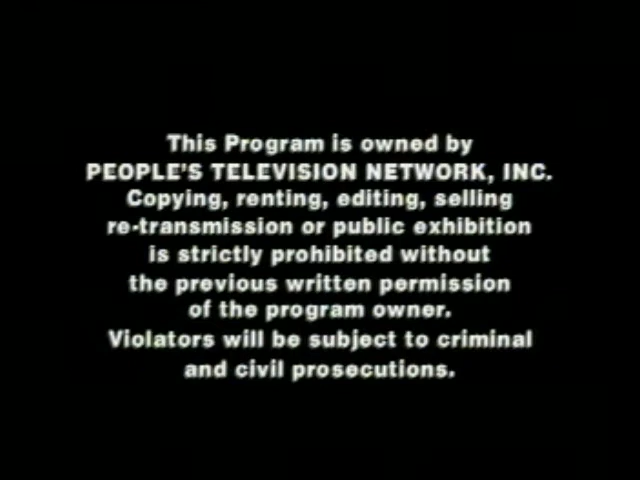 This Program is owned by
PEOPLE'S TELEVISION NETWORK, INC.
Copying, renting, editing, selling
re-transmission or public exhibition
is strictly prohibited without
the previous written permission
of the program owner.
Violators will be subject to criminal
and civil prosecutions.